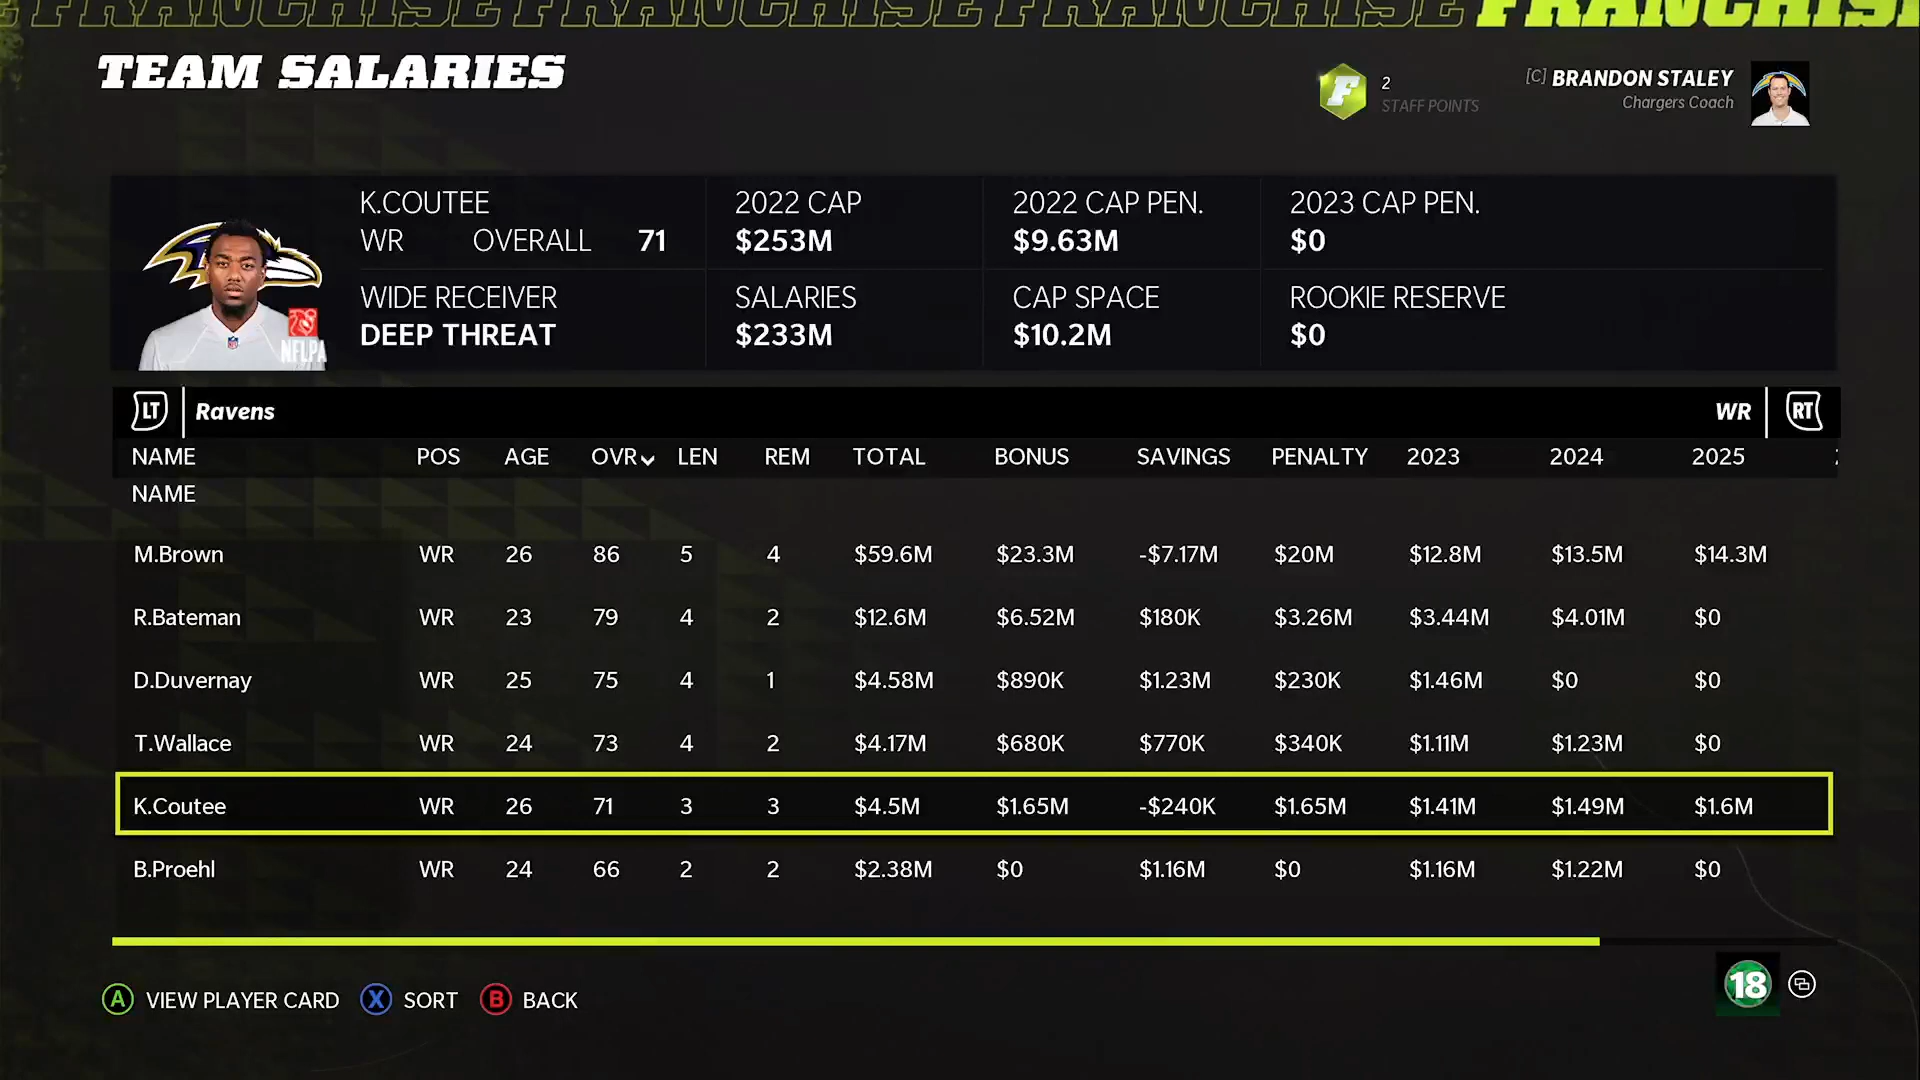 FRANCHISE FRANCHISE FRANCHISE FRANCHISE
TEAM SALARIES
F
2
STAFF POINTS
[C] BRANDON STALEY
Chargers Coach
K.COUTEE
WR OVERALL 71
WIDE RECEIVER
DEEP THREAT
NFLPA
2022 CAP
$253M
SALARIES
$233M
2022 CAP PEN.
$9.63M
CAP SPACE
$10.2M
2023 CAP PEN.
$0
ROOKIE RESERVE
$0
LT Ravens WR RT
NAME POS AGE OVR LEN REM TOTAL BONUS SAVINGS PENALTY 2023 2024 2025
NAME
M.Brown WR 26 86 5 4 $59.6M $23.3M -$7.17M $20M $12.8M $13.5M $14.3M
R.Bateman WR 23 79 4 2 $12.6M $6.52M $180K $3.26M $3.44M $4.01M $0
D.Duvernay WR 25 75 4 1 $4.58M $890K $1.23M $230K $1.46M $0 $0
T.Wallace WR 24 73 4 2 $4.17M $680K $770K $340K $1.11M $1.23M $0
K.Coutee WR 26 71 3 3 $4.5M $1.65M -$240K $1.65M $1.41M $1.49M $1.6M
B.Proehl WR 24 66 2 2 $2.38M $0 $1.16M $0 $1.16M $1.22M $0
A VIEW PLAYER CARD X SORT B BACK
18